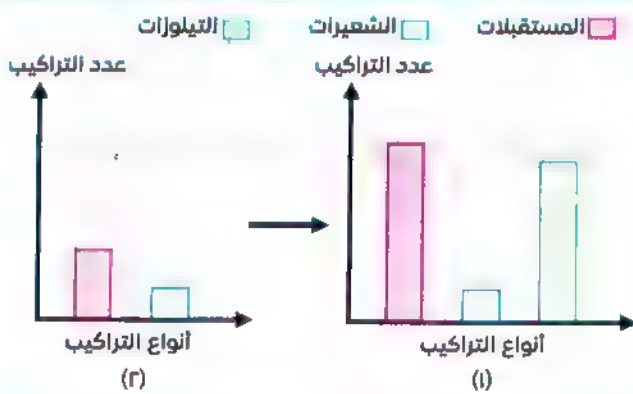 المستقبلات الشعيرات التيلوزات
عدد التراكيب
أنواع التراكيب
(١)
عدد التراكيب
أنواع التراكيب
(٢)